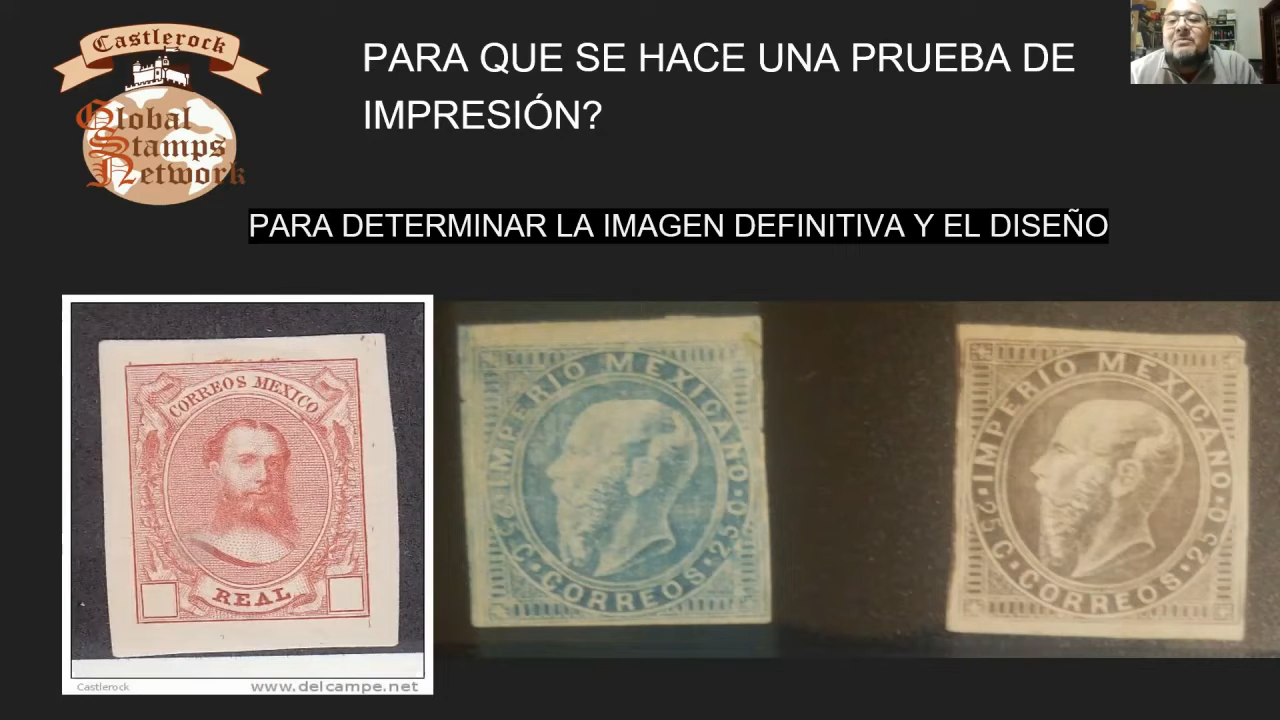 Castlerock
Global
Stamps
Network
PARA QUE SE HACE UNA PRUEBA DE
IMPRESIÓN?
PARA DETERMINAR LA IMAGEN DEFINITIVA Y EL DISEÑO
CORREOS MEXICO
REAL
IMPERIO MEXICANO
25 C · CORREOS · 25 C
IMPERIO MEXICANO
25 C · CORREOS · 25 C
Castlerock
www.delcampe.net